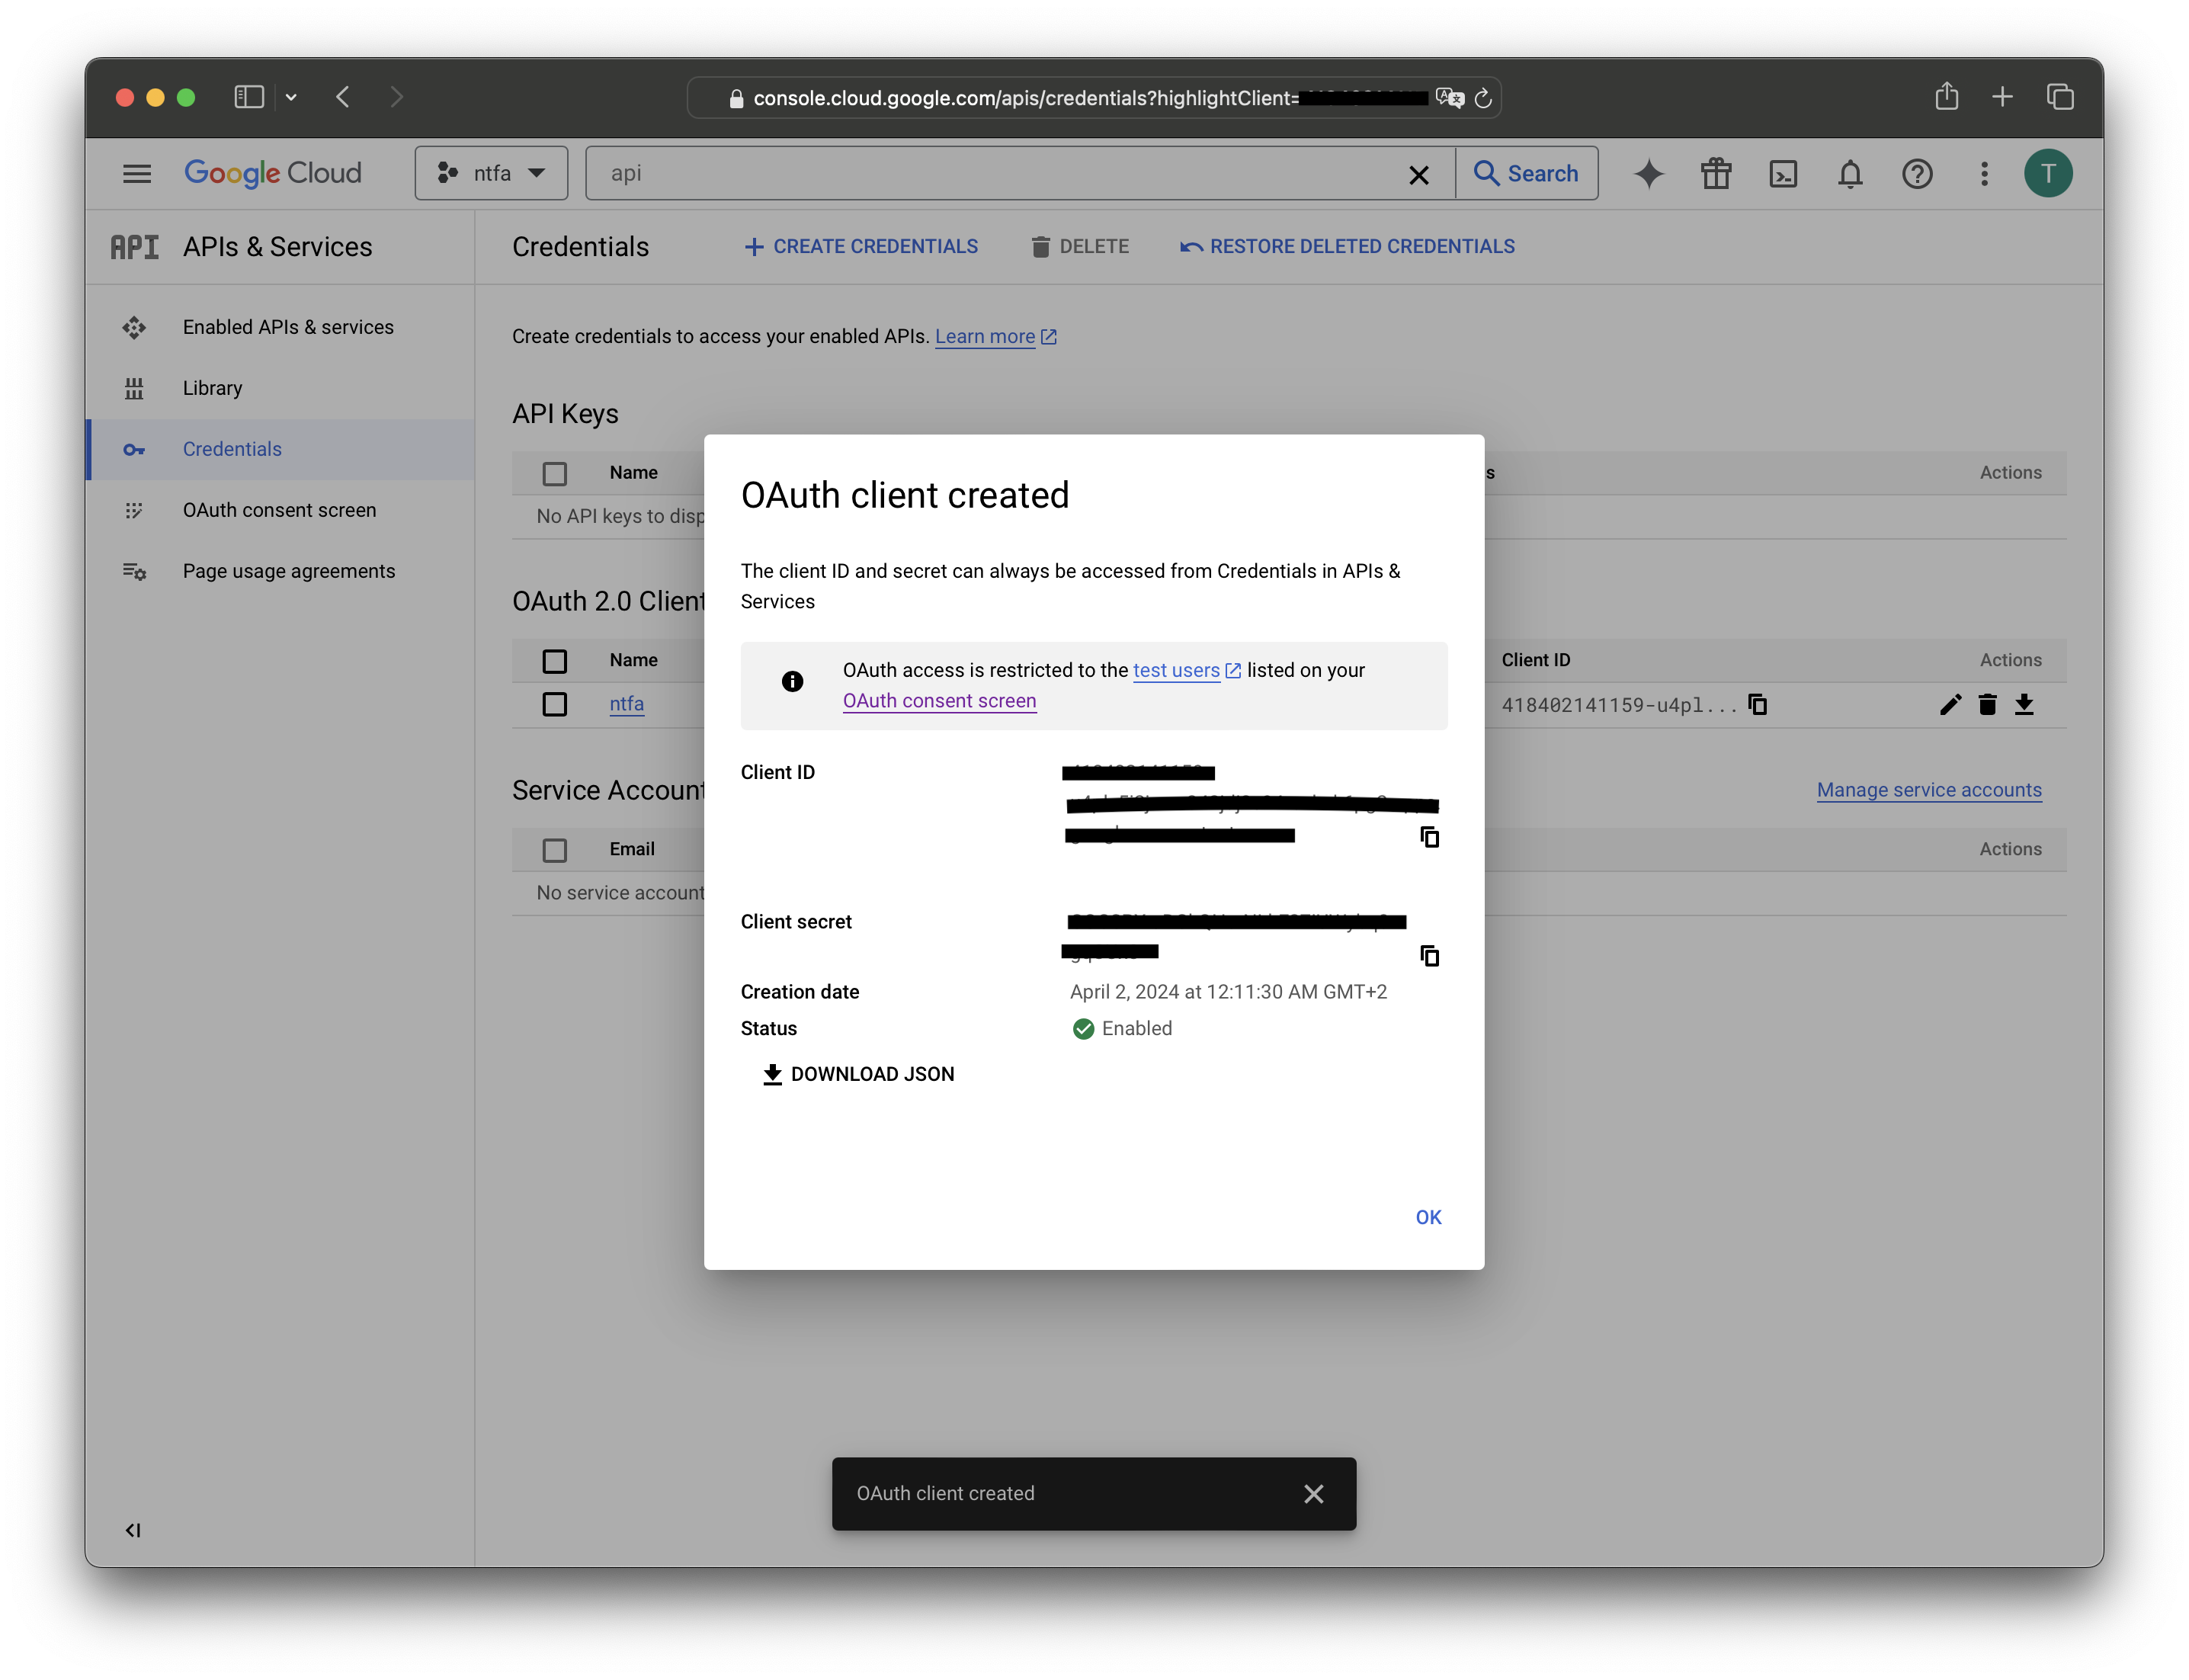 console.cloud.google.com/apis/credentials?highlightClient=
Google Cloud
ntfa
api
Search
T
API APIs & Services
Credentials
CREATE CREDENTIALS
DELETE
RESTORE DELETED CREDENTIALS
Enabled APIs & services
Library
Credentials
OAuth consent screen
Page usage agreements
Create credentials to access your enabled APIs. Learn more
API Keys
Name
Actions
No API keys to disp
OAuth 2.0 Client
Name
Client ID
Actions
ntfa
418402141159-u4pl...
Service Account
Manage service accounts
Email
Actions
No service account
OAuth client created
The client ID and secret can always be accessed from Credentials in APIs &
Services
OAuth access is restricted to the test users listed on your
OAuth consent screen
Client ID
Client secret
Creation date
April 2, 2024 at 12:11:30 AM GMT+2
Status
Enabled
DOWNLOAD JSON
OK
OAuth client created